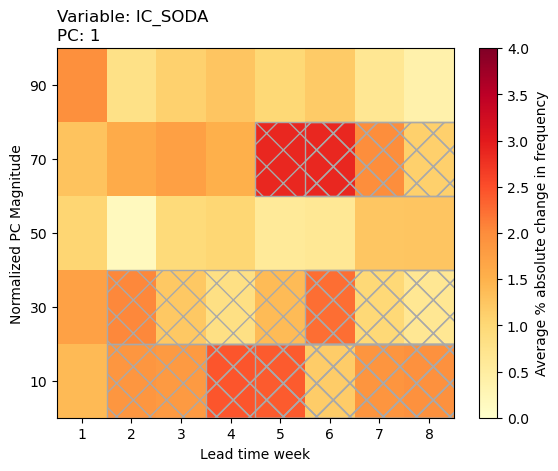 Variable: IC_SODA
PC: 1
90
70
50
30
10
Normalized PC Magnitude
1 2 3 4 5 6 7 8
Lead time week
4.0
3.5
3.0
2.5
2.0
1.5
1.0
0.5
0.0
Average % absolute change in frequency